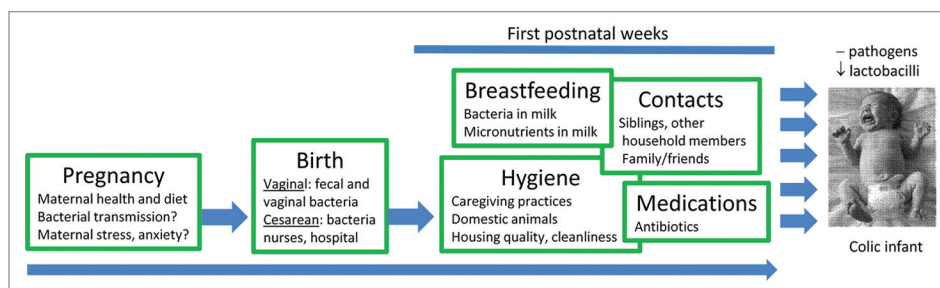 First postnatal weeks
Pregnancy
Maternal health and diet
Bacterial transmission?
Maternal stress, anxiety?
Birth
Vaginal: fecal and
vaginal bacteria
Cesarean: bacteria
nurses, hospital
Breastfeeding
Bacteria in milk
Micronutrients in milk
Contacts
Siblings, other
household members
Family/friends
Hygiene
Caregiving practices
Domestic animals
Housing quality, cleanliness
Medications
Antibiotics
– pathogens
↓ lactobacilli
Colic infant